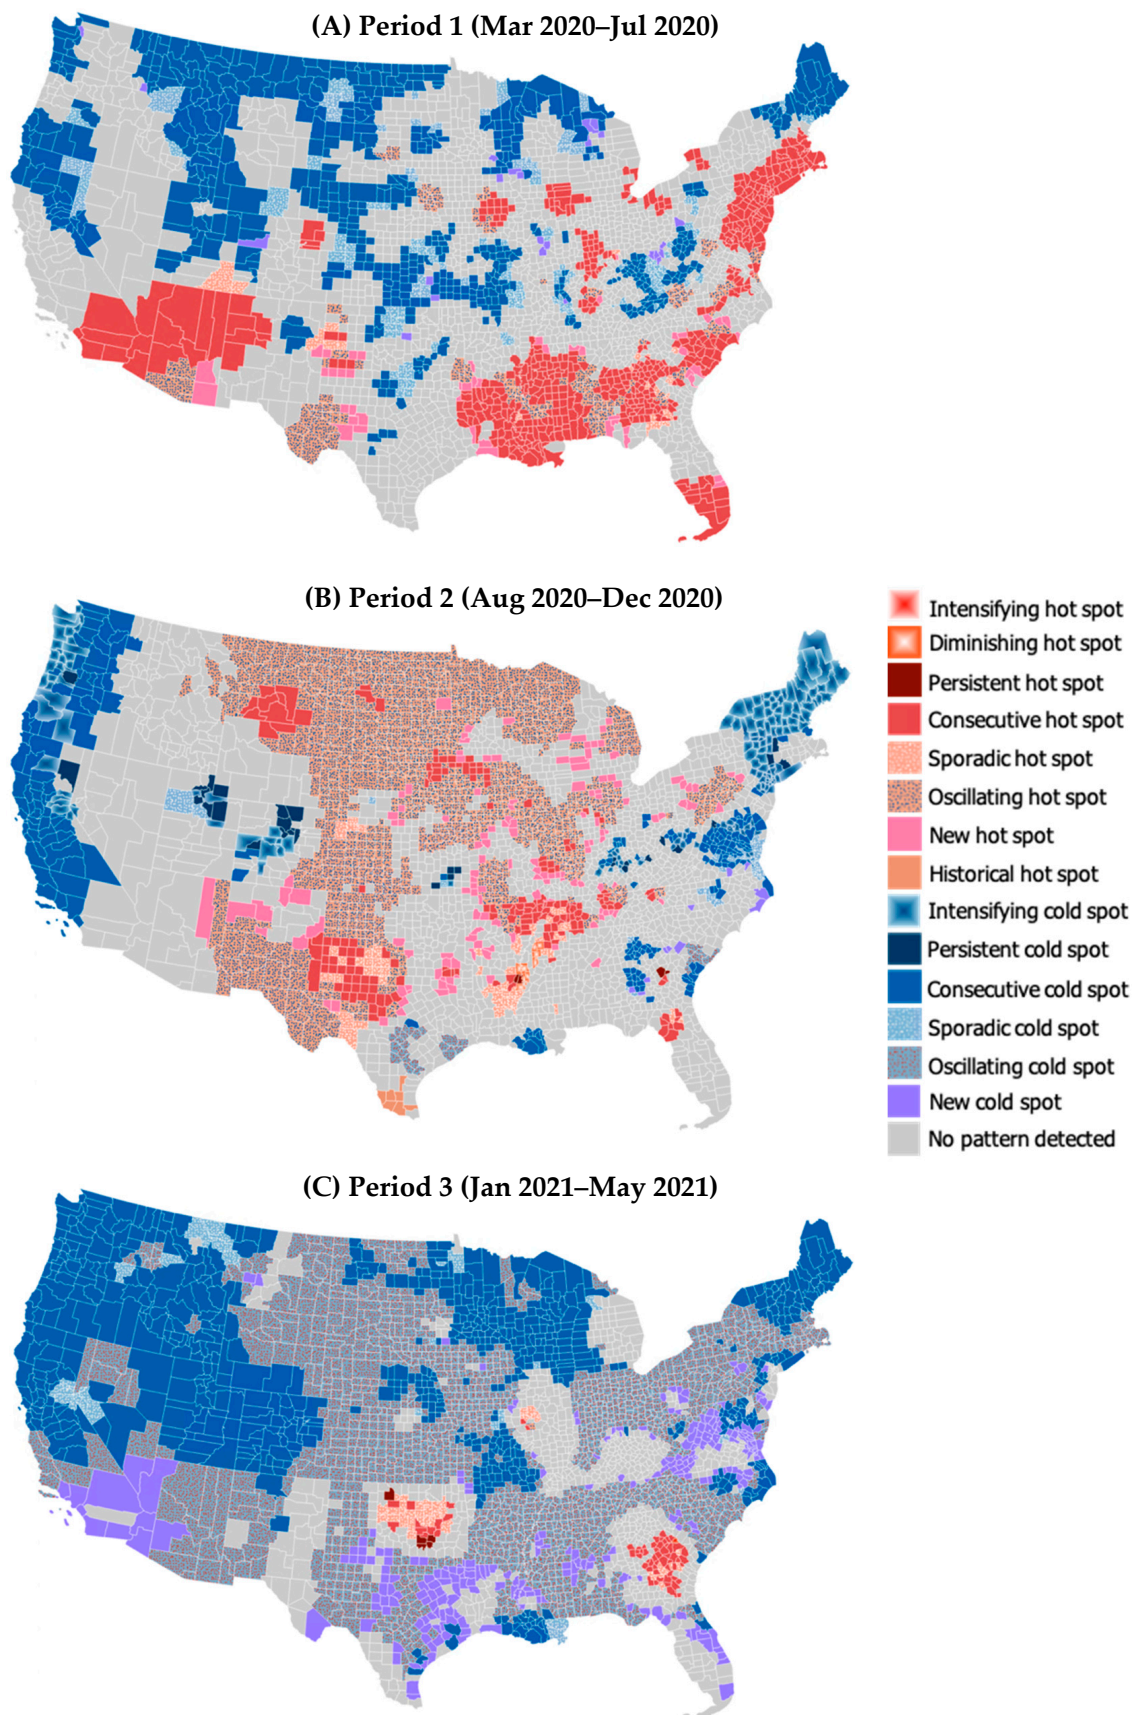 (A) Period 1 (Mar 2020–Jul 2020)
(B) Period 2 (Aug 2020–Dec 2020)
Intensifying hot spot
Diminishing hot spot
Persistent hot spot
Consecutive hot spot
Sporadic hot spot
Oscillating hot spot
New hot spot
Historical hot spot
Intensifying cold spot
Persistent cold spot
Consecutive cold spot
Sporadic cold spot
Oscillating cold spot
New cold spot
No pattern detected
(C) Period 3 (Jan 2021–May 2021)